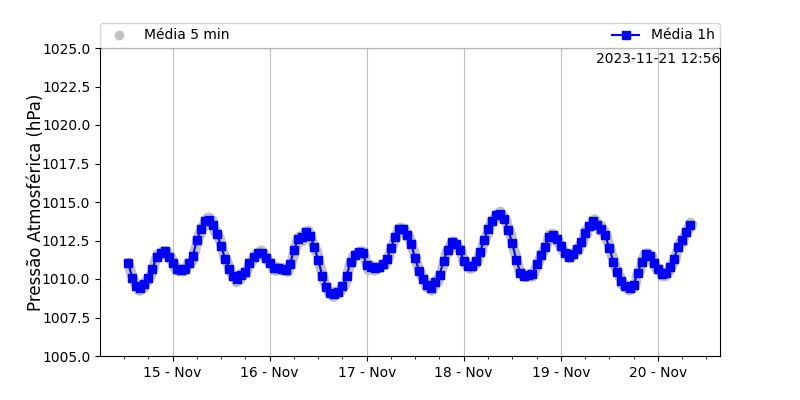 Média 5 min
Média 1h
2023-11-21 12:56
Pressão Atmosférica (hPa)
1025.0
1022.5
1020.0
1017.5
1015.0
1012.5
1010.0
1007.5
1005.0
15 - Nov
16 - Nov
17 - Nov
18 - Nov
19 - Nov
20 - Nov